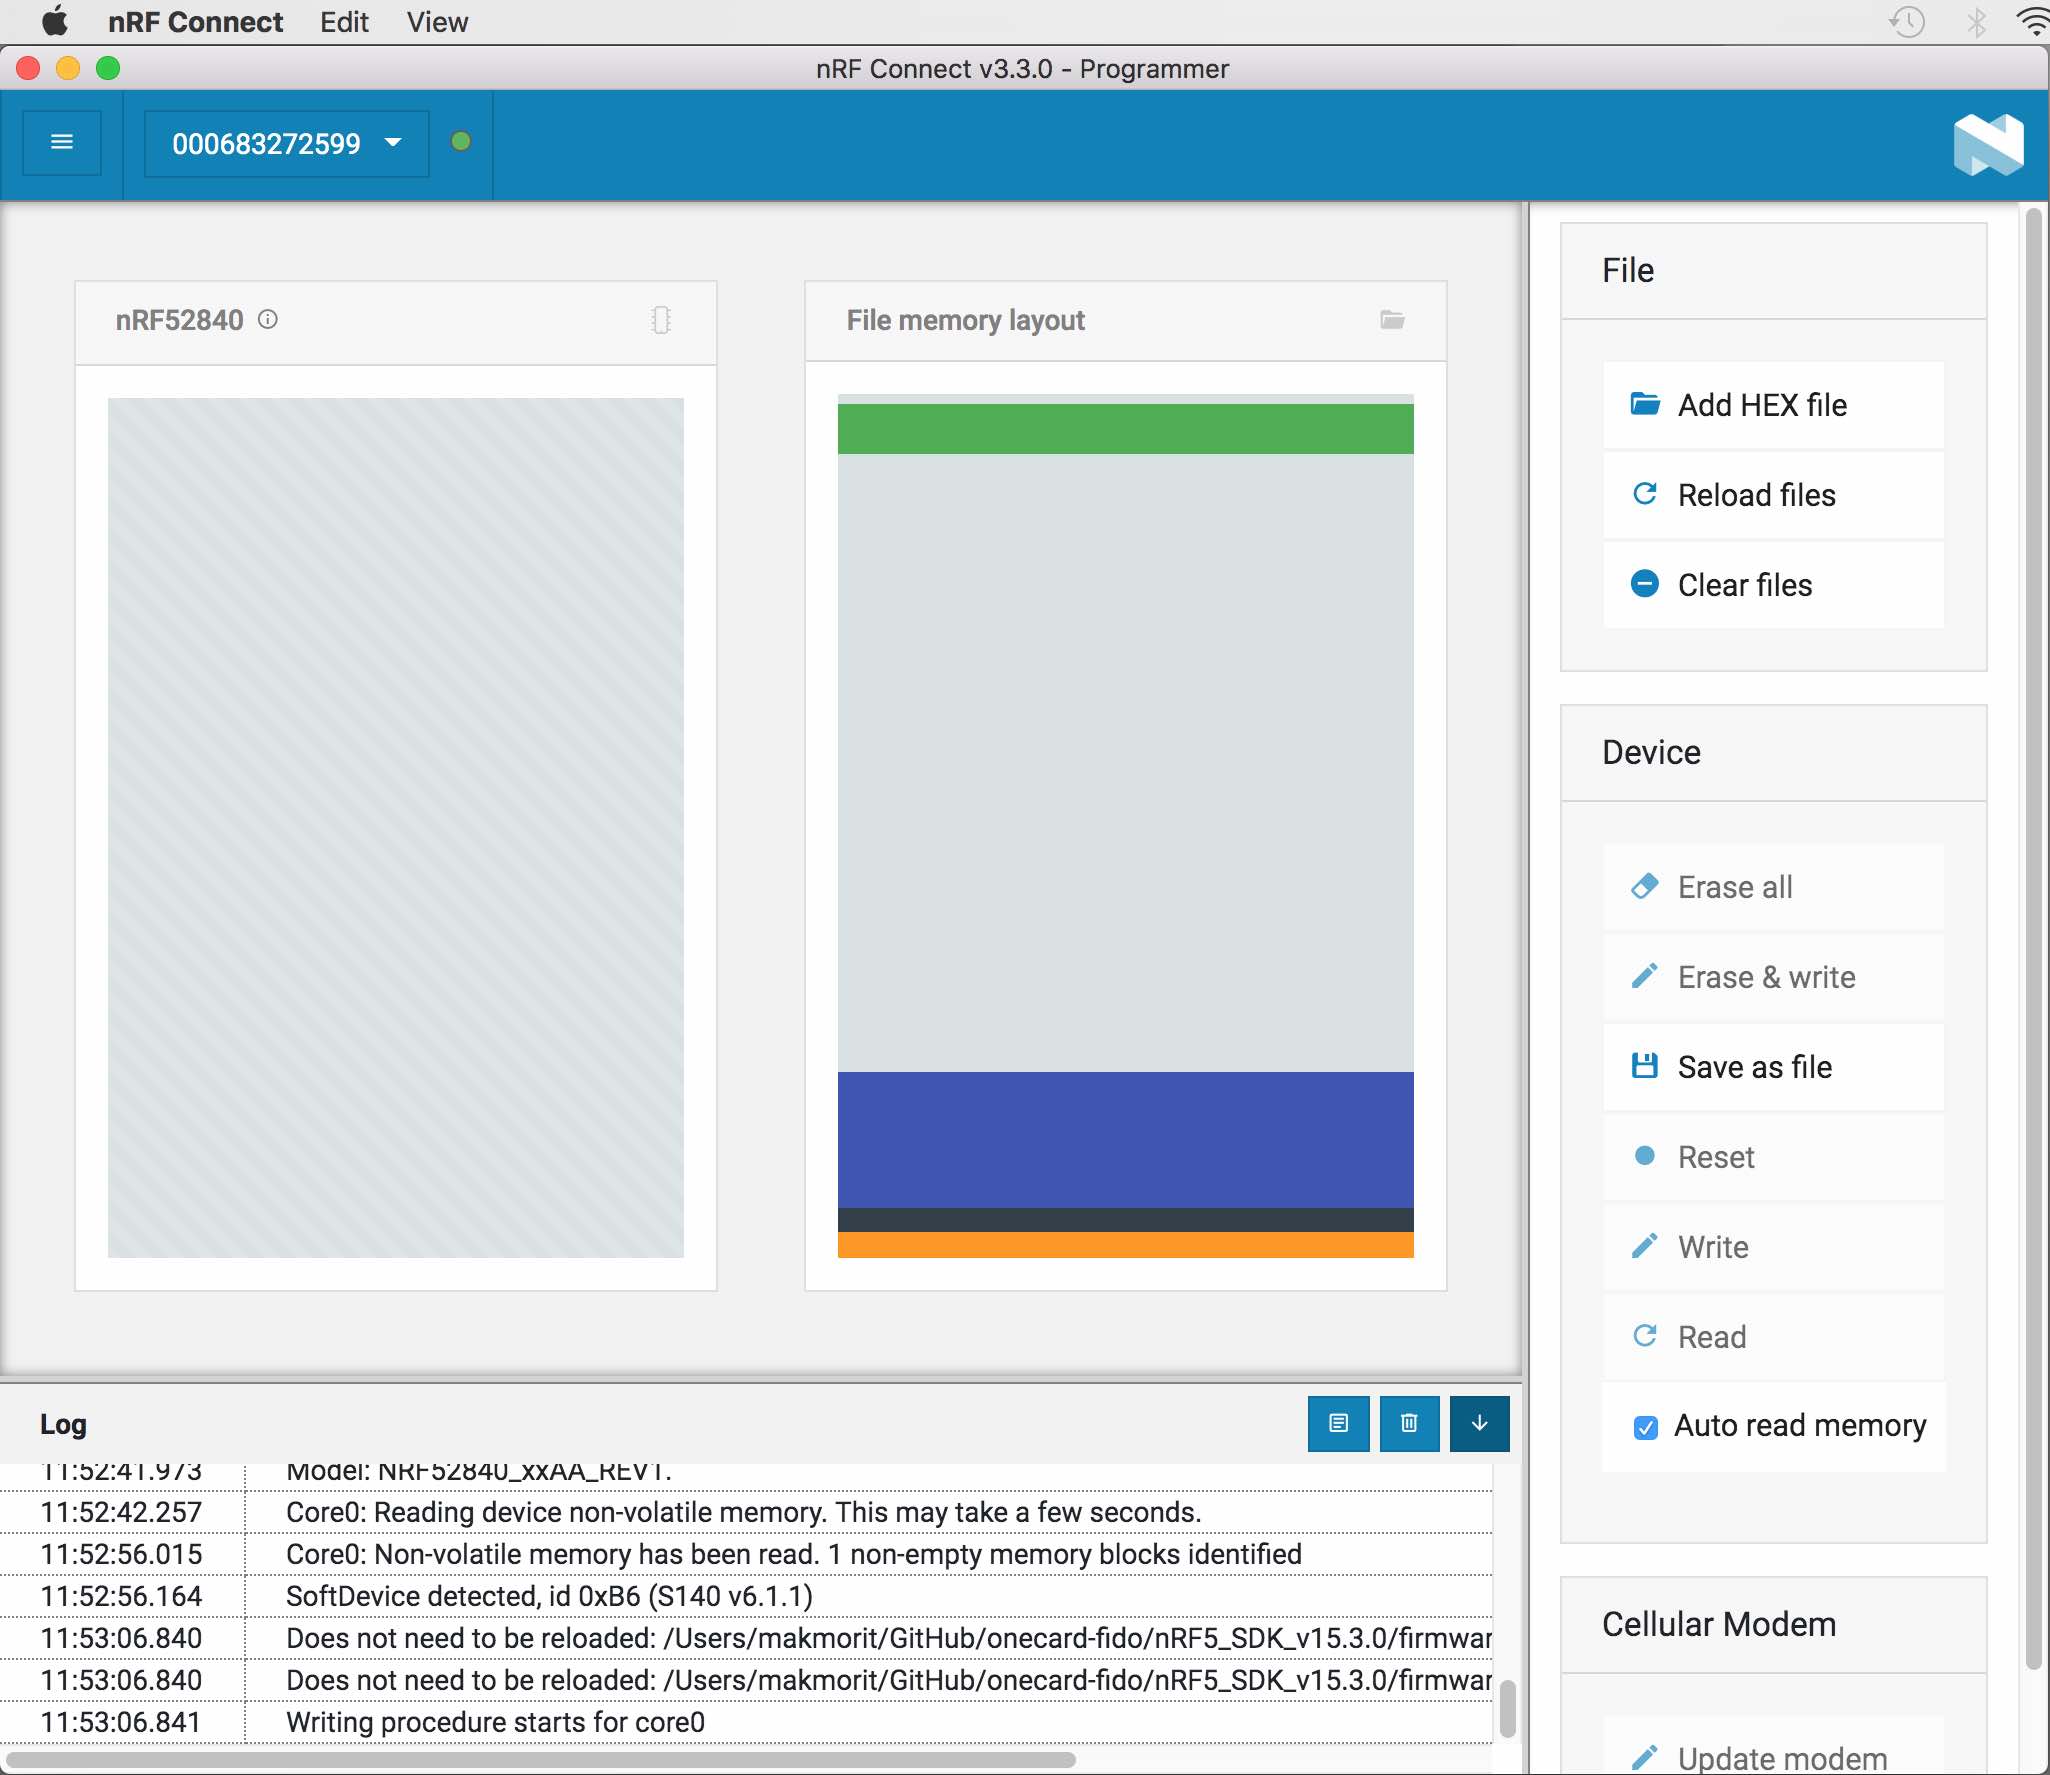 nRF Connect Edit View
nRF Connect v3.3.0 - Programmer
000683272599
nRF52840
File memory layout
File
Add HEX file
Reload files
Clear files
Device
Erase all
Erase & write
Save as file
Reset
Write
Read
Auto read memory
Cellular Modem
Update modem
Log
11:52:41.973 Model: NRF52840_xxAA_REV1.
11:52:42.257 Core0: Reading device non-volatile memory. This may take a few seconds.
11:52:56.015 Core0: Non-volatile memory has been read. 1 non-empty memory blocks identified
11:52:56.164 SoftDevice detected, id 0xB6 (S140 v6.1.1)
11:53:06.840 Does not need to be reloaded: /Users/makmorit/GitHub/onecard-fido/nRF5_SDK_v15.3.0/firmwar
11:53:06.840 Does not need to be reloaded: /Users/makmorit/GitHub/onecard-fido/nRF5_SDK_v15.3.0/firmwar
11:53:06.841 Writing procedure starts for core0